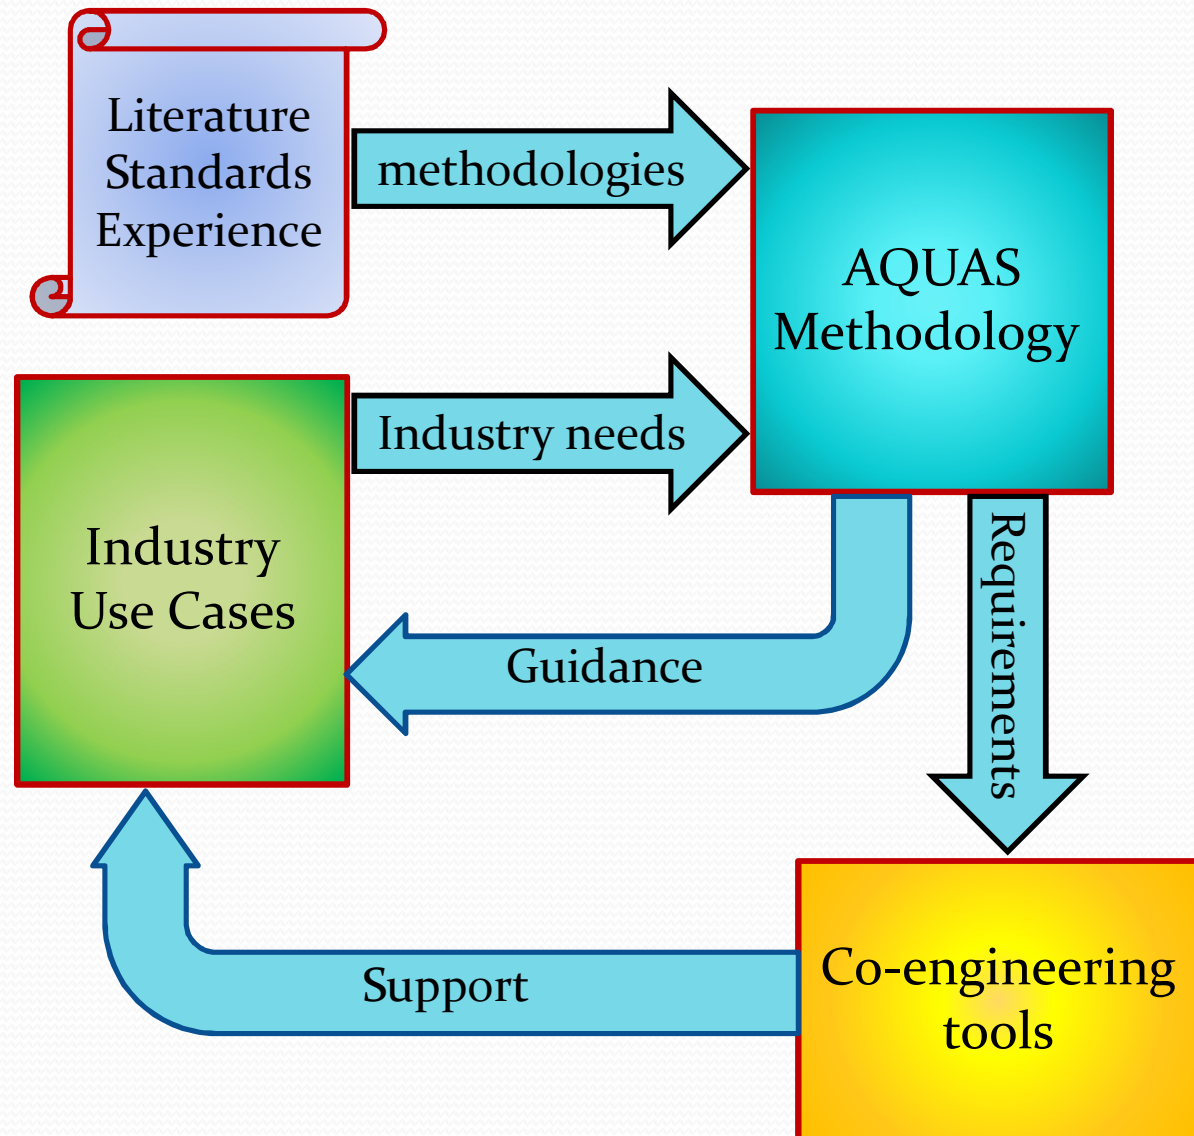 Literature
Standards
Experience
methodologies
AQUAS
Methodology
Industry needs
Industry
Use Cases
Guidance
Requirements
Support
Co-engineering
tools